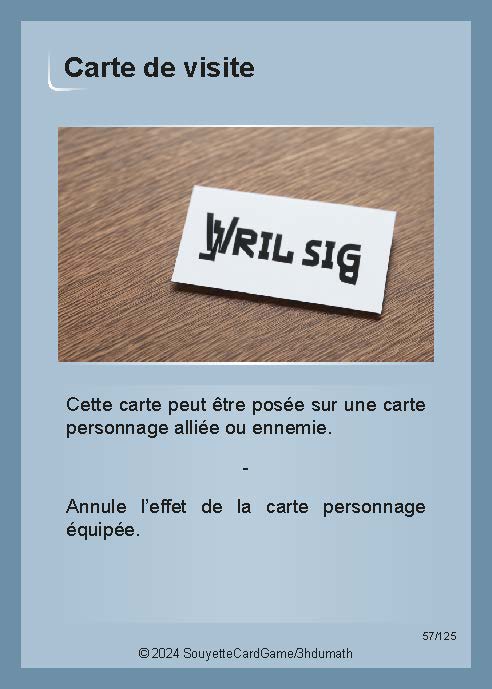 Carte de visite
WRIL SIG
Cette carte peut être posée sur une carte
personnage alliée ou ennemie.
-
Annule l'effet de la carte personnage
équipée.
57/125
© 2024 SouyetteCardGame/3hdumath